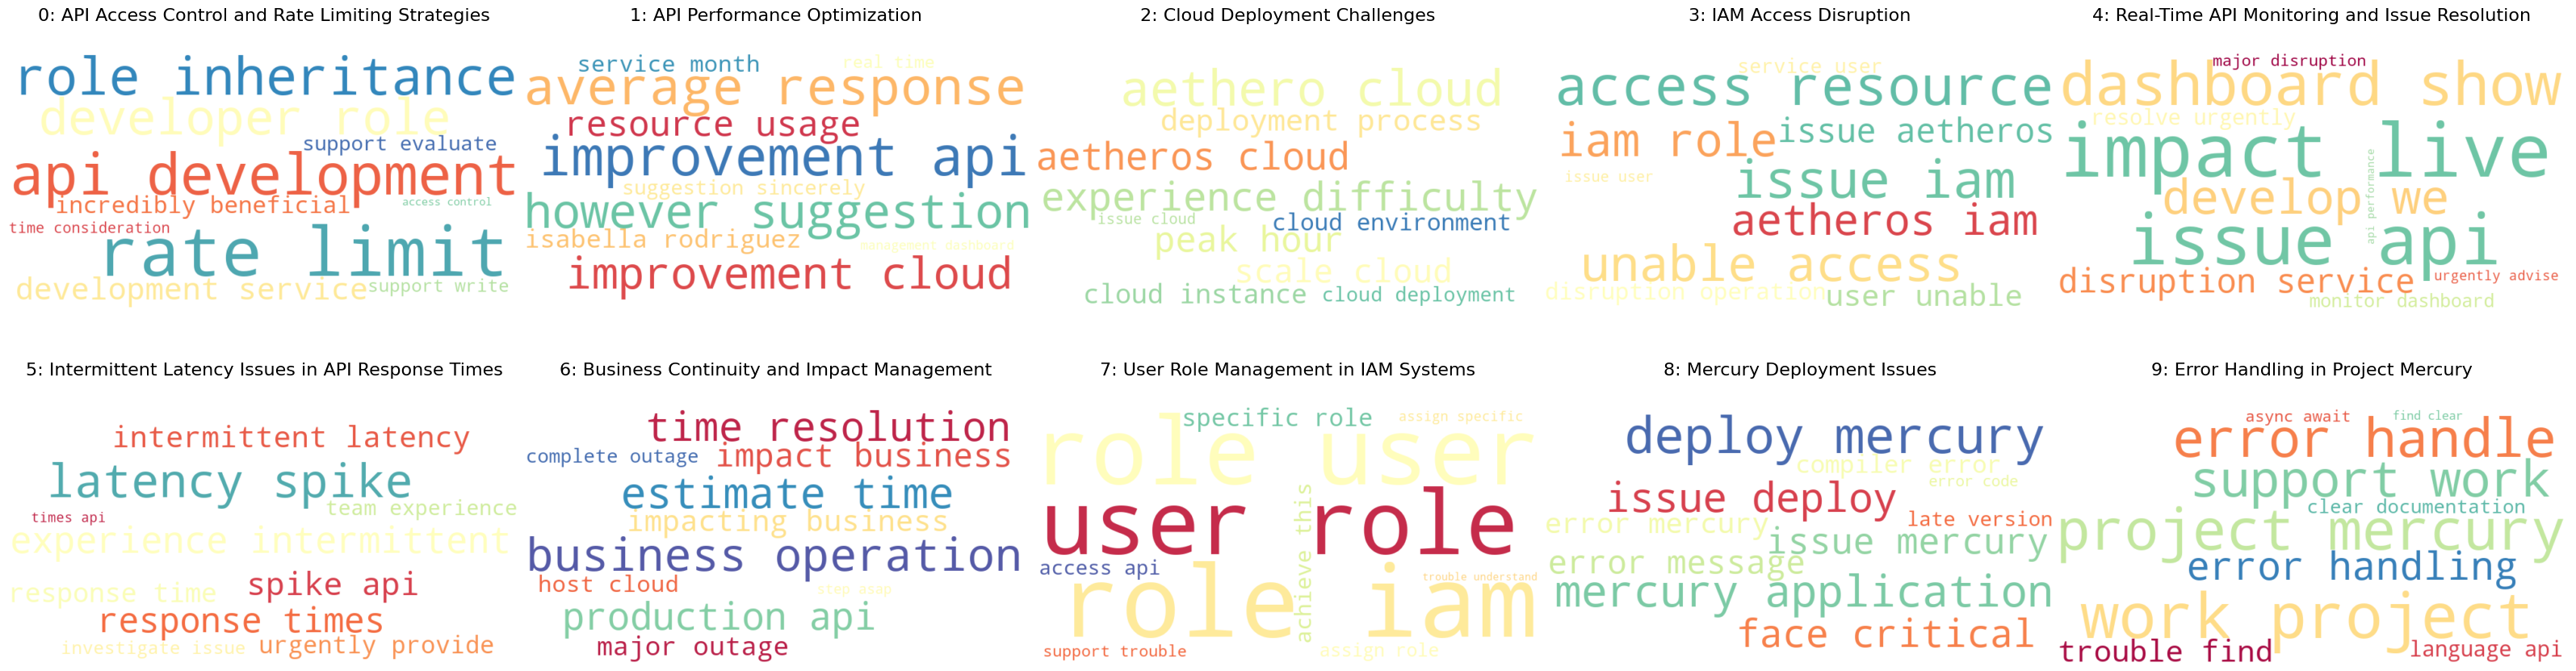 0: API Access Control and Rate Limiting Strategies
role inheritance
developer role
support evaluate
api development
incredibly beneficial
access control
time consideration
rate limit
development service
support write
1: API Performance Optimization
service month
real time
average response
resource usage
improvement api
suggestion sincerely
however suggestion
isabella rodriguez
management dashboard
improvement cloud
2: Cloud Deployment Challenges
aethero cloud
deployment process
aetheros cloud
experience difficulty
issue cloud
cloud environment
peak hour
scale cloud
cloud instance
cloud deployment
3: IAM Access Disruption
service user
access resource
iam role
issue aetheros
issue user
issue iam
aetheros iam
unable access
disruption operation
user unable
4: Real-Time API Monitoring and Issue Resolution
major disruption
dashboard show
resolve urgently
impact live
api performance
develop we
issue api
disruption service
urgently advise
monitor dashboard
5: Intermittent Latency Issues in API Response Times
intermittent latency
latency spike
team experience
times api
experience intermittent
spike api
response time
response times
investigate issue
urgently provide
6: Business Continuity and Impact Management
time resolution
complete outage
impact business
estimate time
impacting business
business operation
host cloud
step asap
production api
major outage
7: User Role Management in IAM Systems
specific role
assign specific
role user
user role
achieve this
access api
trouble understand
role iam
support trouble
assign role
8: Mercury Deployment Issues
deploy mercury
compiler error
error code
issue deploy
late version
error mercury
issue mercury
error message
mercury application
face critical
9: Error Handling in Project Mercury
async await
find clear
error handle
support work
clear documentation
project mercury
error handling
work project
trouble find
language api